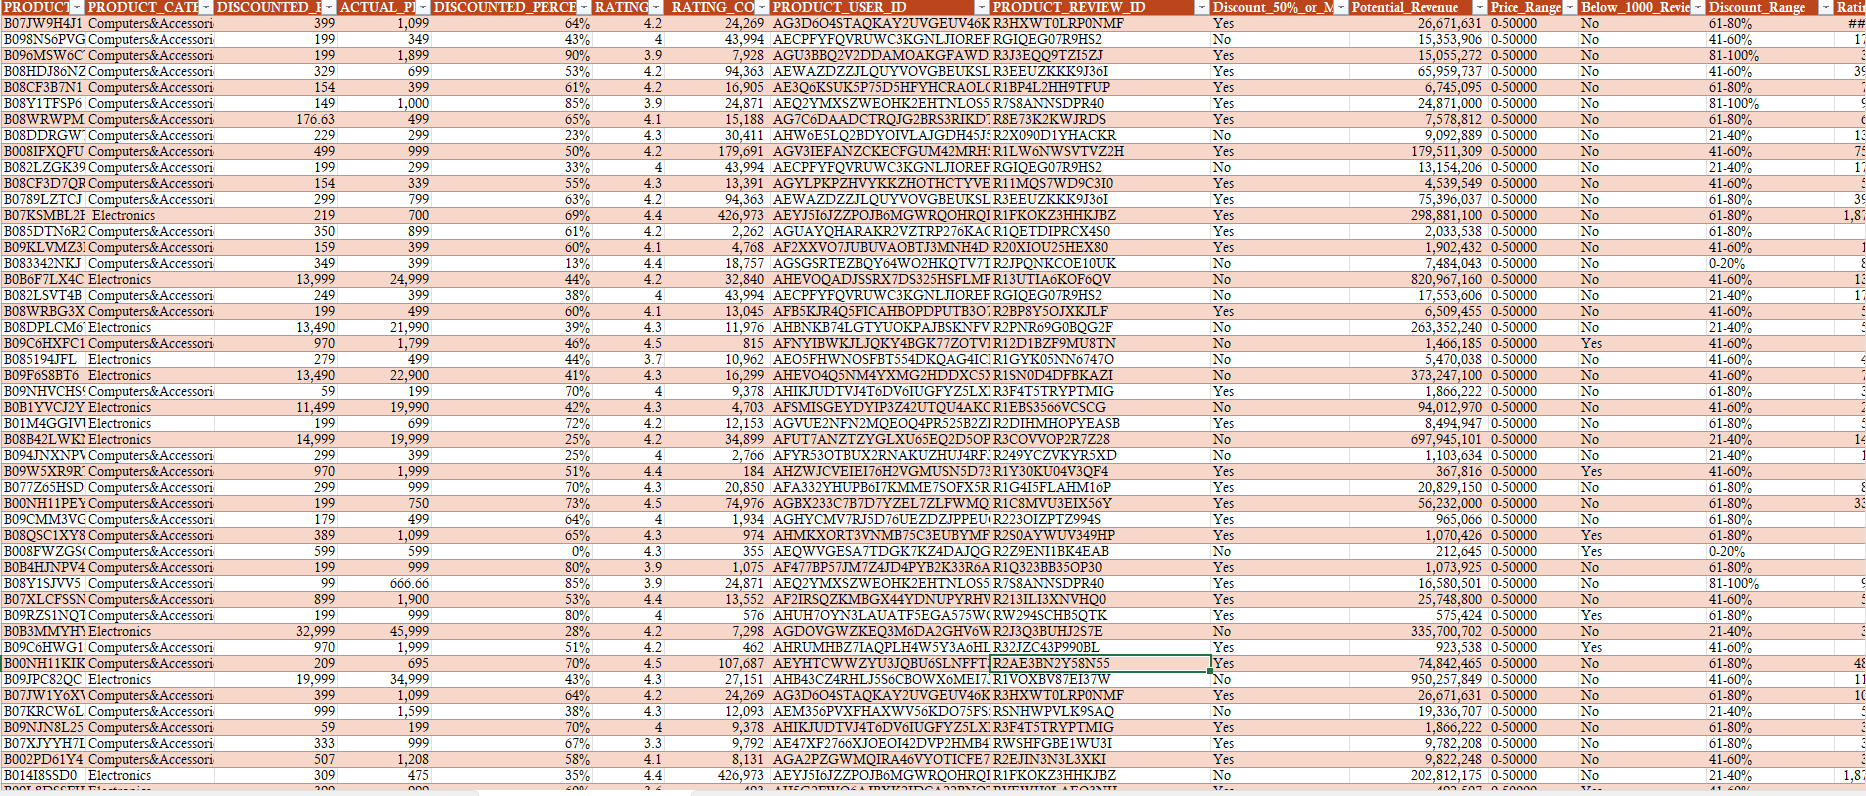 PRODUCT PRODUCT_CATE DISCOUNTED_P ACTUAL_P DISCOUNTED_PERCE RATING RATING_CO PRODUCT_USER_ID PRODUCT_REVIEW_ID Discount_50%_or_M Potential_Revenue Price_Range Below_1000_Revie Discount_Range Ratin
B07JW9H4J1 Computers&Accessori 399 1,099 64% 4.2 24,269 AG3D6O4STAQKAY2UVGEUV46K R3HXWT0LRP0NMF Yes 26,671,631 0-50000 No 61-80% ##
B098NS6PVG Computers&Accessori 199 349 43% 4 43,994 AECPFYFQVRUWC3KGNLJIOREF RGIQEG07R9HS2 No 15,353,906 0-50000 No 41-60% 17
B096MSW6C Computers&Accessori 199 1,899 90% 3.9 7,928 AGU3BBQ2V2DDAMOAKGFAWD R3J3EQQ9TZI5ZJ Yes 15,055,272 0-50000 No 81-100% 3
B08HDJ86NZ Computers&Accessori 329 699 53% 4.2 94,363 AEWAZDZZJLQUYVOVGBEUKSL R3EEUZKKK9J36I Yes 65,959,737 0-50000 No 41-60% 39
B08CF3B7N1 Computers&Accessori 154 399 61% 4.2 16,905 AE3Q6KSUK5P75D5HFYHCRAOL R1BP4L2HH9TFUP Yes 6,745,095 0-50000 No 61-80% 7
B08Y1TFSP6 Computers&Accessori 149 1,000 85% 3.9 24,871 AEQ2YMXSZWEOHK2EHTNLOS5 R7S8ANNSDPR40 Yes 24,871,000 0-50000 No 81-100% 9
B08WRWPM Computers&Accessori 176.63 499 65% 4.1 15,188 AG7C6DAADCTRQJG2BRS3RIKD R8E73K2KWJRDS Yes 7,578,812 0-50000 No 61-80% 6
B08DDRGW Computers&Accessori 229 299 23% 4.3 30,411 AHW6E5LQ2BDYOIVLAJGDH45J R2X090D1YHACKR No 9,092,889 0-50000 No 21-40% 13
B008IFXQFU Computers&Accessori 499 999 50% 4.2 179,691 AGV3IEFANZCKECFGUM42MRH R1LW6NWSVTVZ2H Yes 179,511,309 0-50000 No 41-60% 75
B082LZGK39 Computers&Accessori 199 299 33% 4 43,994 AECPFYFQVRUWC3KGNLJIOREF RGIQEG07R9HS2 No 13,154,206 0-50000 No 21-40% 17
B08CF3D7QR Computers&Accessori 154 339 55% 4.3 13,391 AGYLPKPZHVYKKZHOTHCTYVE R11MQS7WD9C3I0 Yes 4,539,549 0-50000 No 41-60% 5
B0789LZTCJ Computers&Accessori 299 799 63% 4.2 94,363 AEWAZDZZJLQUYVOVGBEUKSL R3EEUZKKK9J36I Yes 75,396,037 0-50000 No 61-80% 39
B07KSMBL2H Electronics 219 700 69% 4.4 426,973 AEYJ5I6JZZPOJB6MGWRQOHRQI R1FKOKZ3HHKJBZ Yes 298,881,100 0-50000 No 61-80% 1,87
B085DTN6R2 Computers&Accessori 350 899 61% 4.2 2,262 AGUAYQHARAKR2VZTRP276KAC R1QETDIPRCX4S0 Yes 2,033,538 0-50000 No 61-80%
B09KLVMZ3 Computers&Accessori 159 399 60% 4.1 4,768 AF2XXVO7JUBUVAOBTJ3MNH4D R20XIOU25HEX80 Yes 1,902,432 0-50000 No 41-60% 1
B083342NKJ Computers&Accessori 349 399 13% 4.4 18,757 AGSGSRTEZBQY64WO2HKQTV7T R2JPQNKCOE10UK No 7,484,043 0-50000 No 0-20% 8
B0B6F7LX4C Electronics 13,999 24,999 44% 4.2 32,840 AHEVOQADJSSRX7DS325HSFLMP R13UTIA6KOF6QV No 820,967,160 0-50000 No 41-60% 13
B082LSVT4B Computers&Accessori 249 399 38% 4 43,994 AECPFYFQVRUWC3KGNLJIOREF RGIQEG07R9HS2 No 17,553,606 0-50000 No 21-40% 17
B08WRBG3X Computers&Accessori 199 499 60% 4.1 13,045 AFB5KJR4Q5FICAHBOPDPUTB3O R2BP8Y5OJXKJLF Yes 6,509,455 0-50000 No 41-60% 5
B08DPLCM6 Electronics 13,490 21,990 39% 4.3 11,976 AHBNKB74LGTYUOKPAJBSKNFV R2PNR69G0BQG2F No 263,352,240 0-50000 No 21-40% 5
B09C6HXFC1 Computers&Accessori 970 1,799 46% 4.5 815 AFNYIBWKJLJQKY4BGK77ZOTV R12D1BZF9MU8TN No 1,466,185 0-50000 Yes 41-60%
B085194JFL Electronics 279 499 44% 3.7 10,962 AEO5FHWNOSFBT554DKQAG4IC R1GYK05NN6747O No 5,470,038 0-50000 No 41-60% 4
B09F6S8BT6 Electronics 13,490 22,900 41% 4.3 16,299 AHEVO4Q5NM4YXMG2HDDXC5 R1SN0D4DFBKAZI No 373,247,100 0-50000 No 41-60% 7
B09NHVCHS Computers&Accessori 59 199 70% 4 9,378 AHIKJUDTVJ4T6DV6IUGFYZ5LX R3F4T5TRYPTMIG Yes 1,866,222 0-50000 No 61-80% 3
B0B1YVCJ2Y Electronics 11,499 19,990 42% 4.3 4,703 AFSMISGEYDYIP3Z42UTQU4AKC R1EBS3566VCSCG No 94,012,970 0-50000 No 41-60% 2
B01M4GGIV Electronics 199 699 72% 4.2 12,153 AGVUE2NFN2MQEOQ4PR525B2Z R2DIHMHOPYEASB Yes 8,494,947 0-50000 No 61-80% 5
B08B42LWK Electronics 14,999 19,999 25% 4.2 34,899 AFUT7ANZTZYGLXU65EQ2D5OP R3COVVOP2R7Z28 No 697,945,101 0-50000 No 21-40% 14
B094JNXNPV Computers&Accessori 299 399 25% 4 2,766 AFYR53OTBUX2RNAKUZHUJ4RF R249YCZVKYR5XD No 1,103,634 0-50000 No 21-40% 1
B09W5XR9R Computers&Accessori 970 1,999 51% 4.4 184 AHZWJCVEIEI76H2VGMUSN5D73 R1Y30KU04V3QF4 Yes 367,816 0-50000 Yes 41-60%
B077Z65HSD Computers&Accessori 299 999 70% 4.3 20,850 AFA332YHUPB6I7KMME7SOFX5R R1G4I5FLAHM16P Yes 20,829,150 0-50000 No 61-80% 8
B00NH11PEY Computers&Accessori 199 750 73% 4.5 74,976 AGBX233C7B7D7YZEL7ZLFWMQ R1C8MVU3EIX56Y Yes 56,232,000 0-50000 No 61-80% 33
B09CMM3VG Computers&Accessori 179 499 64% 4 1,934 AGHYCMV7RJ5D76UEZDZJPPEU R223OIZPTZ994S Yes 965,066 0-50000 No 61-80%
B08QSC1XY8 Computers&Accessori 389 1,099 65% 4.3 974 AHMKXORT3VNMB75C3EUBYMF R2S0AYWUV349HP Yes 1,070,426 0-50000 Yes 61-80%
B008FWZGS Computers&Accessori 599 599 0% 4.3 355 AEQWVGESA7TDGK7KZ4DAJQG R2Z9ENI1BK4EAB No 212,645 0-50000 Yes 0-20%
B0B4HJNPV4 Computers&Accessori 199 999 80% 3.9 1,075 AF477BP57JM7Z4JD4PYB2K33R6A R1Q323BB35OP30 Yes 1,073,925 0-50000 No 61-80%
B08Y1SJVV5 Computers&Accessori 99 666.66 85% 3.9 24,871 AEQ2YMXSZWEOHK2EHTNLOS5 R7S8ANNSDPR40 Yes 16,580,501 0-50000 No 81-100% 9
B07XLCFSSN Computers&Accessori 899 1,900 53% 4.4 13,552 AF2IRSQZKMBGX44YDNUPYRHV R213ILI3XNVHQ0 Yes 25,748,800 0-50000 No 41-60% 5
B09RZS1NQT Computers&Accessori 199 999 80% 4 576 AHUH7OYN3LAUATF5EGA575W RW294SCHB5QTK Yes 575,424 0-50000 Yes 61-80%
B0B3MMYHY Electronics 32,999 45,999 28% 4.2 7,298 AGDOVGWZKEQ3M6DA2GHV6W R2J3Q3BUHJ2S7E No 335,700,702 0-50000 No 21-40% 3
B09C6HWG1 Computers&Accessori 970 1,999 51% 4.2 462 AHRUMHBZ7IAQPLH4W5Y3A6HL R32JZC43P990BL Yes 923,538 0-50000 Yes 41-60%
B00NH11KIK Computers&Accessori 209 695 70% 4.5 107,687 AEYHTCWWZYU3JQBU6SLNFFT R2AE3BN2Y58N55 Yes 74,842,465 0-50000 No 61-80% 48
B09JPC82QC Electronics 19,999 34,999 43% 4.3 27,151 AHB43CZ4RHLJ5S6CBOWX6MEI7 R1VOXBV87EI37W No 950,257,849 0-50000 No 41-60% 11
B07JW1Y6X Computers&Accessori 399 1,099 64% 4.2 24,269 AG3D6O4STAQKAY2UVGEUV46K R3HXWT0LRP0NMF Yes 26,671,631 0-50000 No 61-80% 10
B07KRCW6L Computers&Accessori 999 1,599 38% 4.3 12,093 AEM356PVXFHAXWV56KDO75FS RSNHWPVLK9SAQ No 19,336,707 0-50000 No 21-40% 5
B09NJN8L25 Computers&Accessori 59 199 70% 4 9,378 AHIKJUDTVJ4T6DV6IUGFYZ5LX R3F4T5TRYPTMIG Yes 1,866,222 0-50000 No 61-80% 3
B07XJYYH7L Computers&Accessori 333 999 67% 3.3 9,792 AE47XF2766XJOEOI42DVP2HMB4 RWSHFGBE1WU3I Yes 9,782,208 0-50000 No 61-80% 3
B002PD61Y4 Computers&Accessori 507 1,208 58% 4.1 8,131 AGA2PZGWMQIRA46VYOTICFE7 R2EJIN3N3L3XKI Yes 9,822,248 0-50000 No 41-60% 3
B014I8SSD0 Electronics 309 475 35% 4.4 426,973 AEYJ5I6JZZPOJB6MGWRQOHRQI R1FKOKZ3HHKJBZ No 202,812,175 0-50000 No 21-40% 1,87